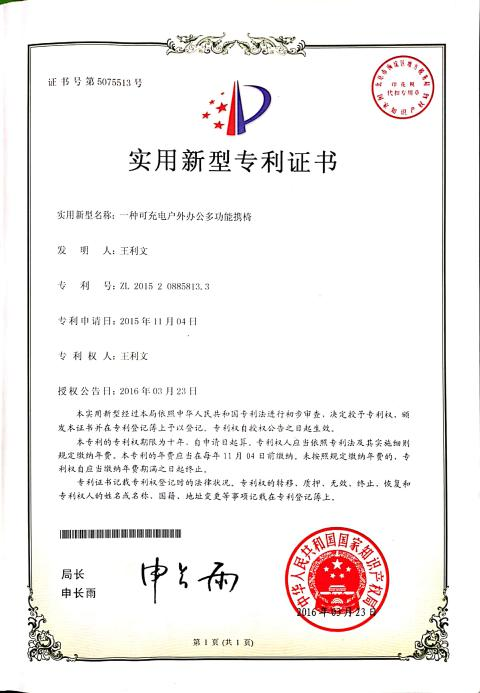 证书号第5075513号
印花税
代扣专用章
实用新型专利证书
实用新型名称：一种可充电户外办公多功能携椅
发明人：王利文
专利号：ZL 2015 2 0885813.3
专利申请日：2015年11月04日
专利权人：王利文
授权公告日：2016年03月23日
本实用新型经过本局依照中华人民共和国专利法进行初步审查，决定授予专利权，颁
发本证书并在专利登记簿上予以登记。专利权自授权公告之日起生效。
本专利的专利权期限为十年，自申请日起算。专利权人应当依照专利法及其实施细则
规定缴纳年费。本专利的年费应当在每年11月04日前缴纳。未按照规定缴纳年费的，专
利权自应当缴纳年费期满之日起终止。
专利证书记载专利权登记时的法律状况。专利权的转移、质押、无效、终止、恢复和
专利权人的姓名或名称、国籍、地址变更等事项记载在专利登记簿上。
局长
申长雨
申长雨
中华人民共和国国家知识产权局
2016年03月23日
第1页(共1页)